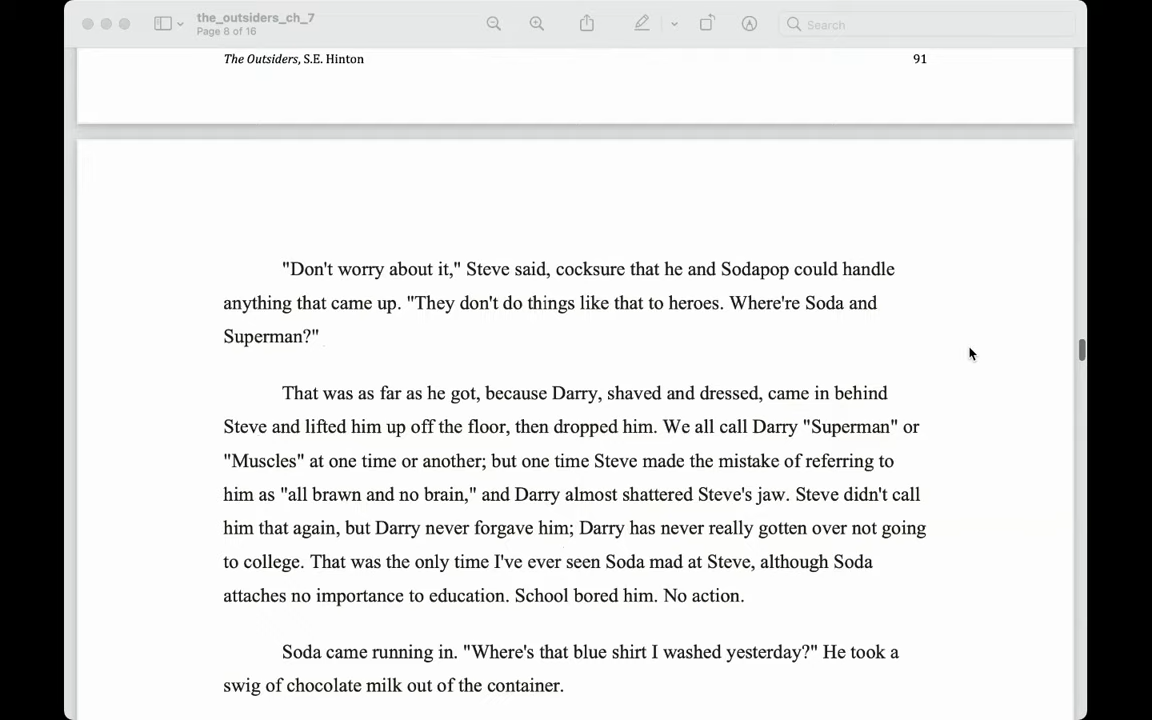 the_outsiders_ch_7
Page 8 of 16
Search
The Outsiders, S.E. Hinton 91
"Don't worry about it," Steve said, cocksure that he and Sodapop could handle
anything that came up. "They don't do things like that to heroes. Where're Soda and
Superman?"
That was as far as he got, because Darry, shaved and dressed, came in behind
Steve and lifted him up off the floor, then dropped him. We all call Darry "Superman" or
"Muscles" at one time or another; but one time Steve made the mistake of referring to
him as "all brawn and no brain," and Darry almost shattered Steve's jaw. Steve didn't call
him that again, but Darry never forgave him; Darry has never really gotten over not going
to college. That was the only time I've ever seen Soda mad at Steve, although Soda
attaches no importance to education. School bored him. No action.
Soda came running in. "Where's that blue shirt I washed yesterday?" He took a
swig of chocolate milk out of the container.